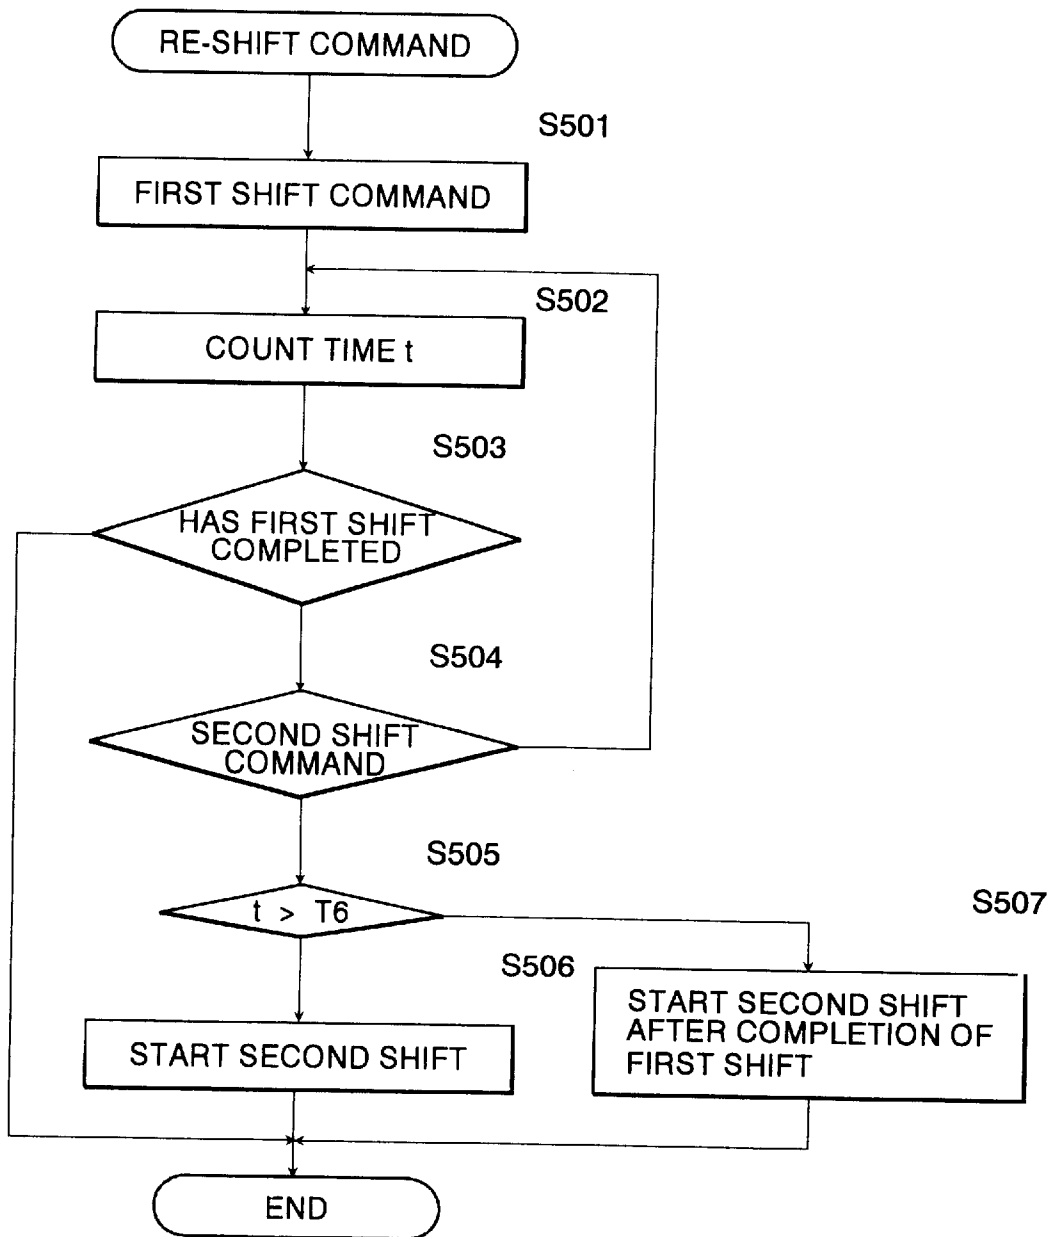 RE-SHIFT COMMAND
S501
FIRST SHIFT COMMAND
S502
COUNT TIME t
S503
HAS FIRST SHIFT
COMPLETED
S504
SECOND SHIFT
COMMAND
S505
t > T6
S507
S506
START SECOND SHIFT
AFTER COMPLETION OF
FIRST SHIFT
START SECOND SHIFT
END